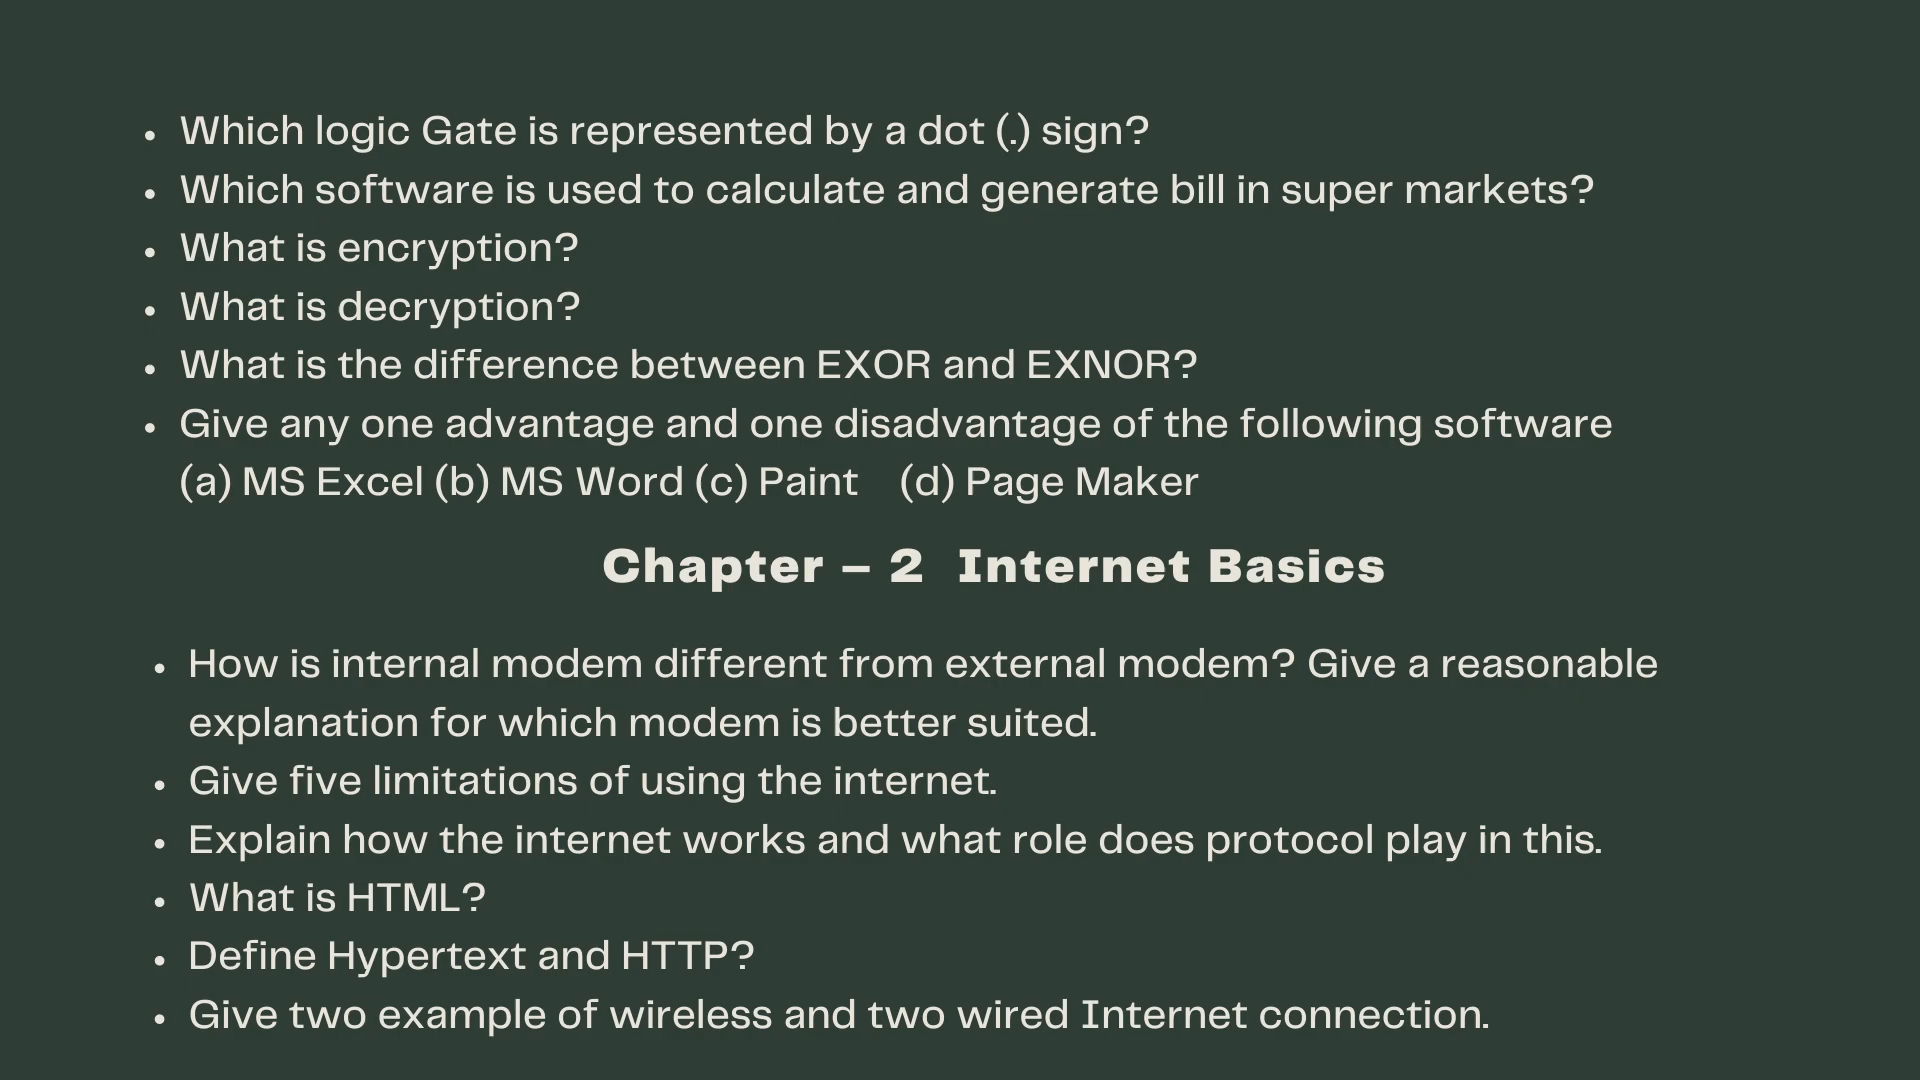 • Which logic Gate is represented by a dot (.) sign?
• Which software is used to calculate and generate bill in super markets?
• What is encryption?
• What is decryption?
• What is the difference between EXOR and EXNOR?
• Give any one advantage and one disadvantage of the following software
(a) MS Excel (b) MS Word (c) Paint (d) Page Maker
Chapter – 2 Internet Basics
• How is internal modem different from external modem? Give a reasonable
explanation for which modem is better suited.
• Give five limitations of using the internet.
• Explain how the internet works and what role does protocol play in this.
• What is HTML?
• Define Hypertext and HTTP?
• Give two example of wireless and two wired Internet connection.